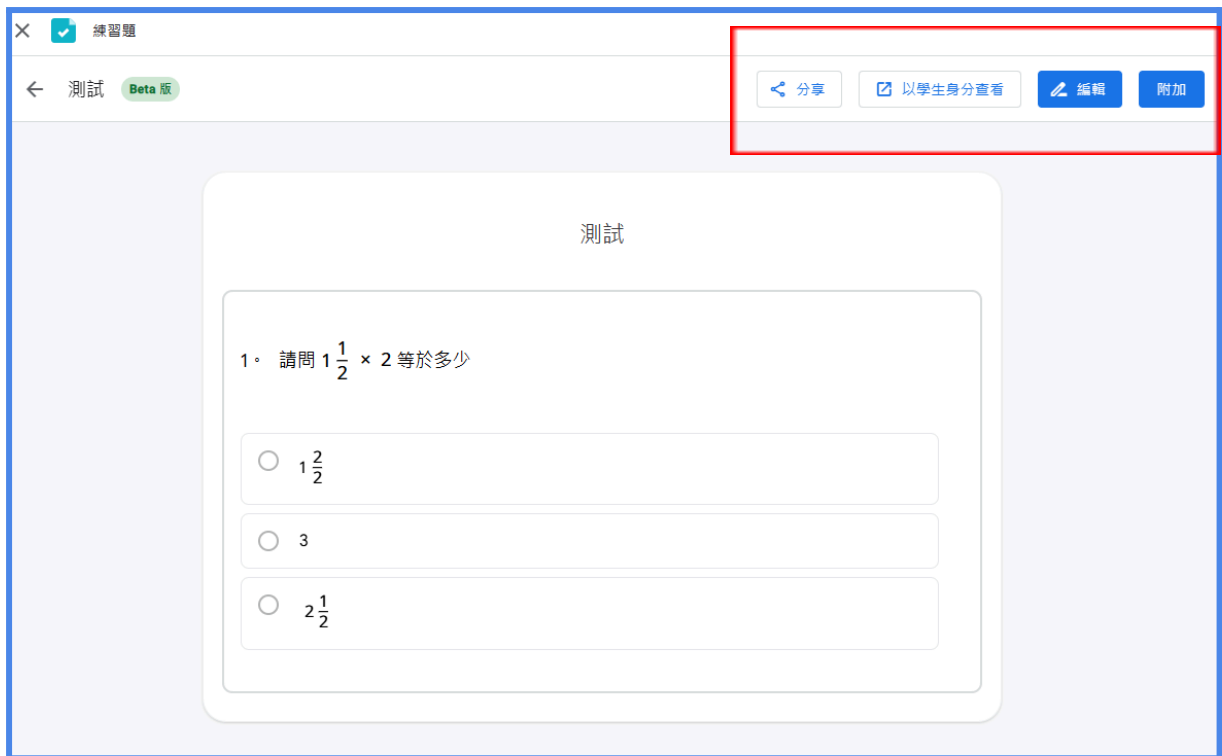 練習題
測試 Beta 版 分享 以學生身分查看 編輯 附加
測試
1。 請問 1 1/2 × 2 等於多少
1 2/2
3
2 1/2